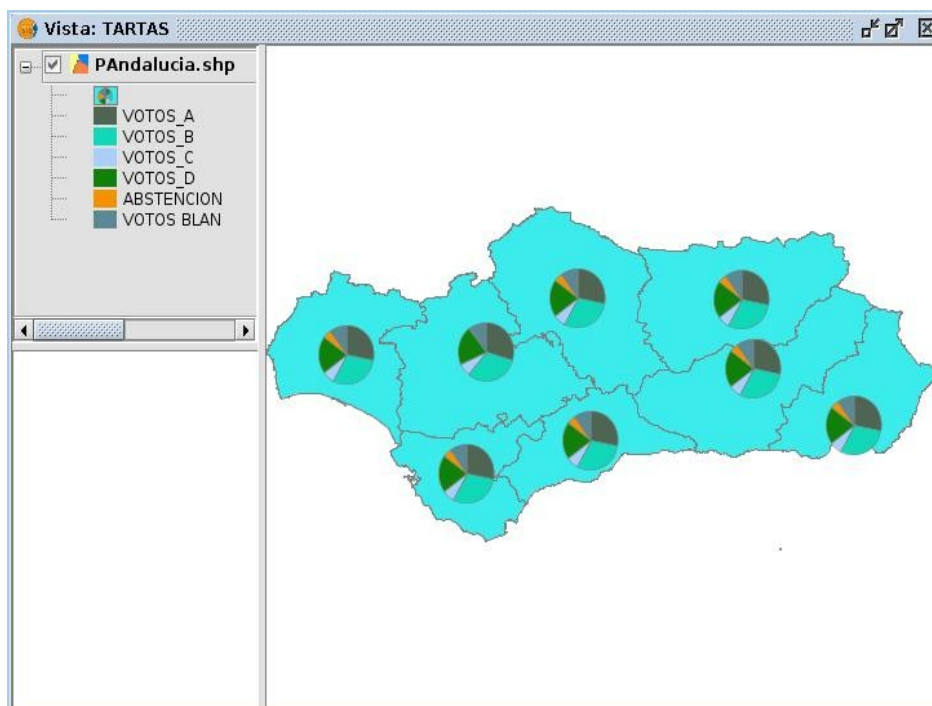 Vista: TARTAS
PAndalucia.shp
VOTOS_A
VOTOS_B
VOTOS_C
VOTOS_D
ABSTENCION
VOTOS BLAN